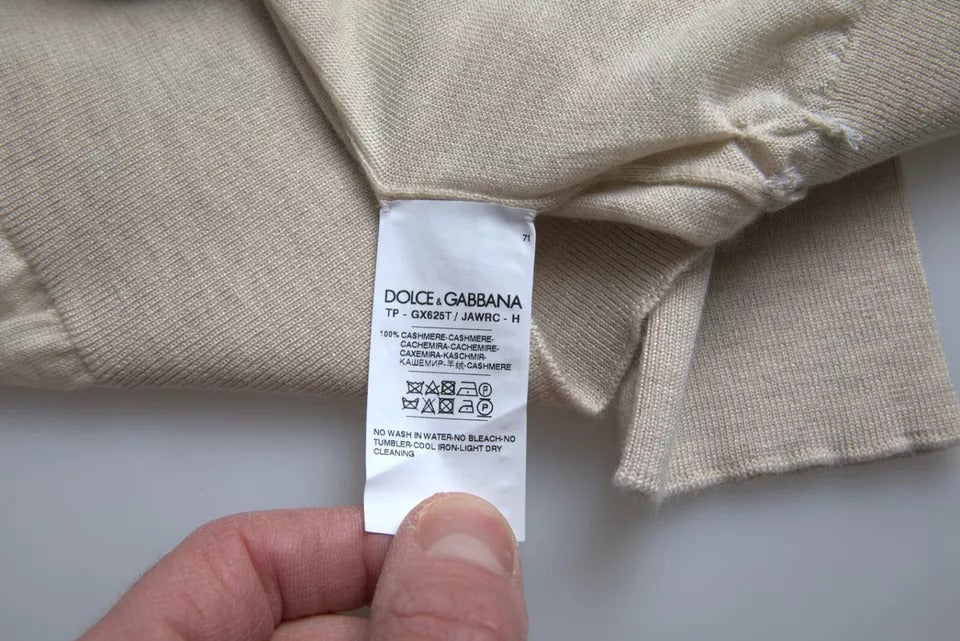 71
DOLCE & GABBANA
TP - GX625T / JAWRC - H
100% CASHMERE-CASHMERE-
CACHEMIRA-CACHEMIRE-
CAXEMIRA-KASCHMIR-
КАШЕМИР-羊绒-CASHMERE
P
P
NO WASH IN WATER-NO BLEACH-NO
TUMBLER-COOL IRON-LIGHT DRY
CLEANING